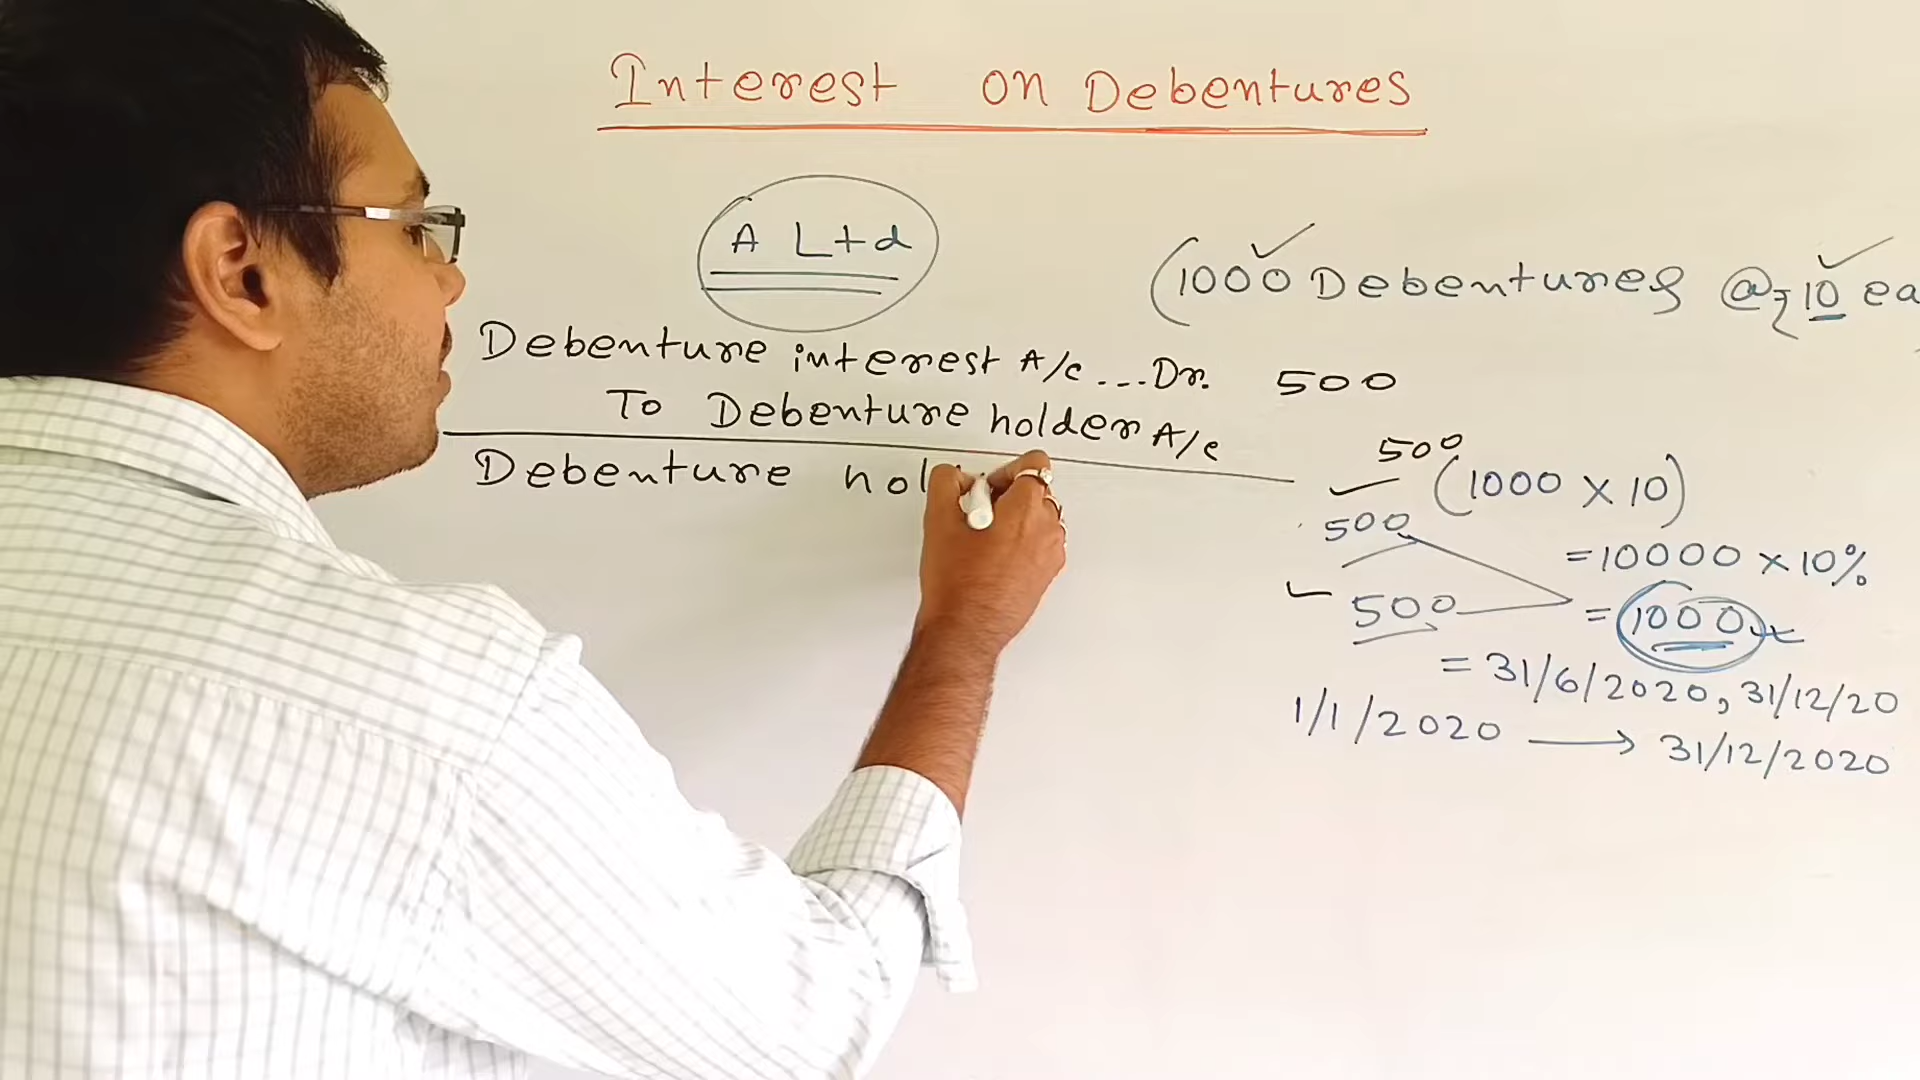 Interest on Debentures
A Ltd
(1000 Debentures @ ₹ 10 ea
Debenture interest A/c ... Dr. 500
To Debenture holder A/c 500
Debenture hol
(1000 × 10)
500
= 10000 × 10%
500
= 1000
= 31/6/2020, 31/12/20
1/1/2020 → 31/12/2020